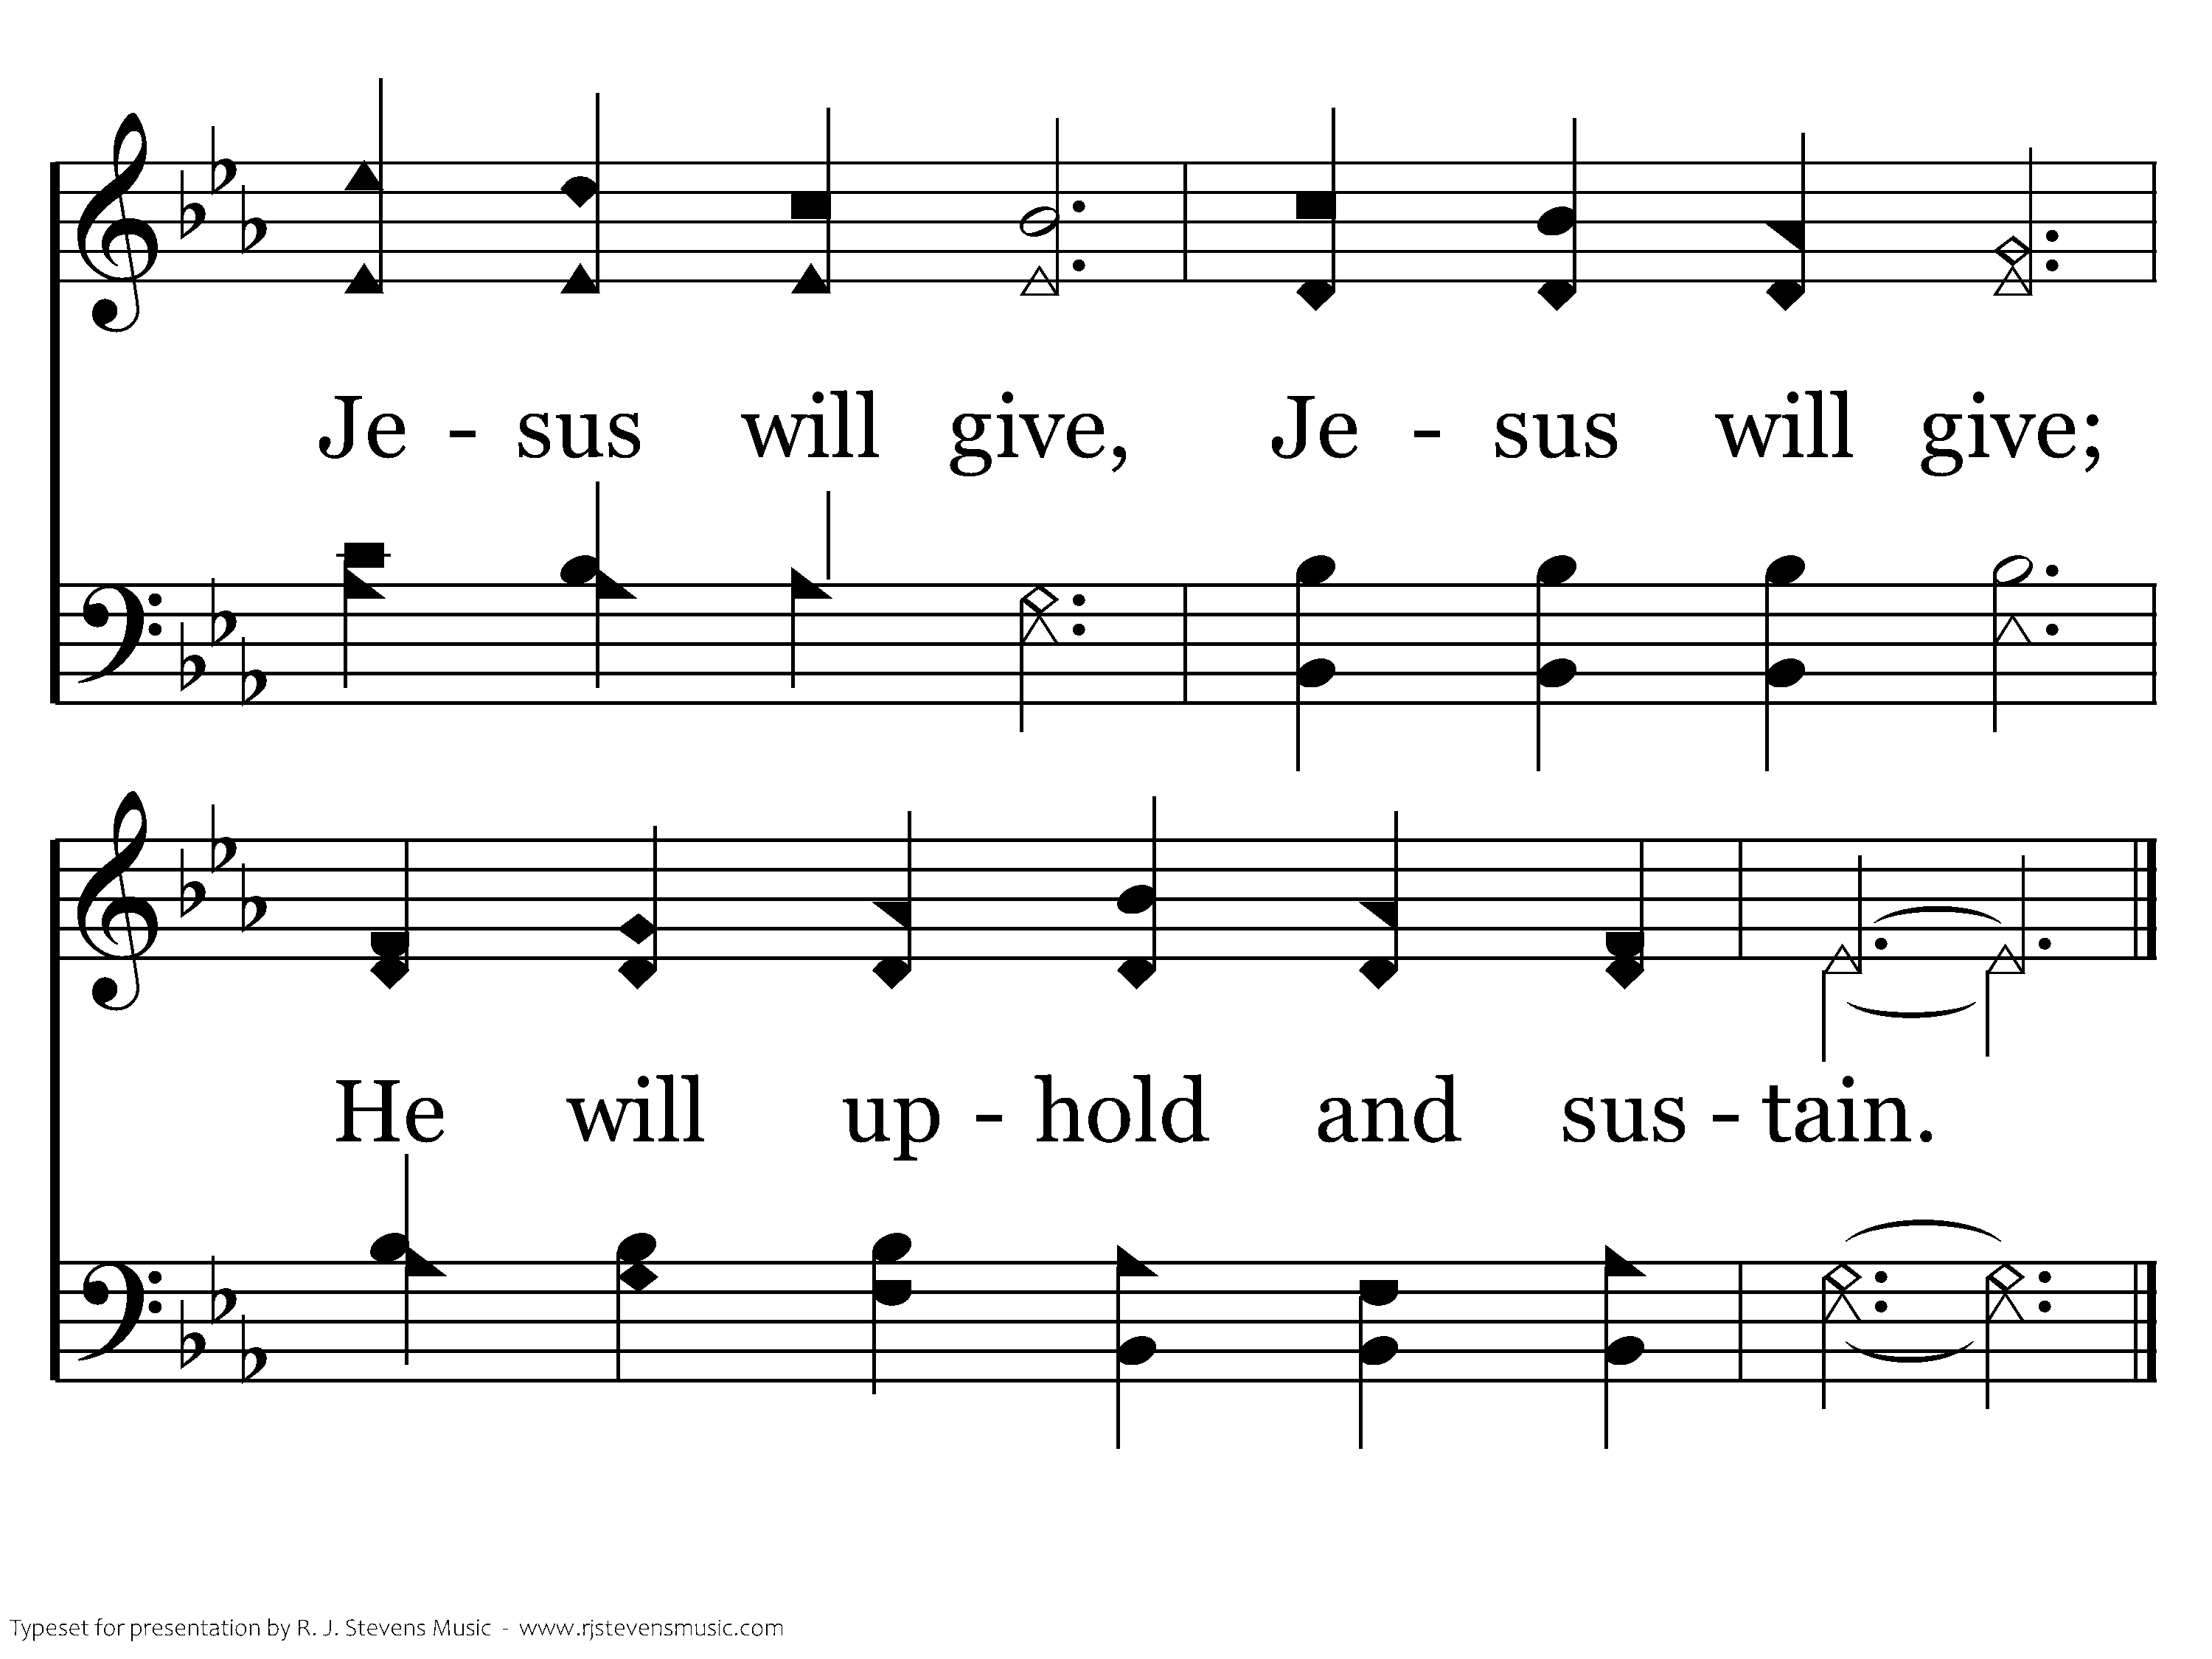 Je - sus will give, Je - sus will give;
He will up - hold and sus - tain.
Typeset for presentation by R. J. Stevens Music - www.rjstevensmusic.com